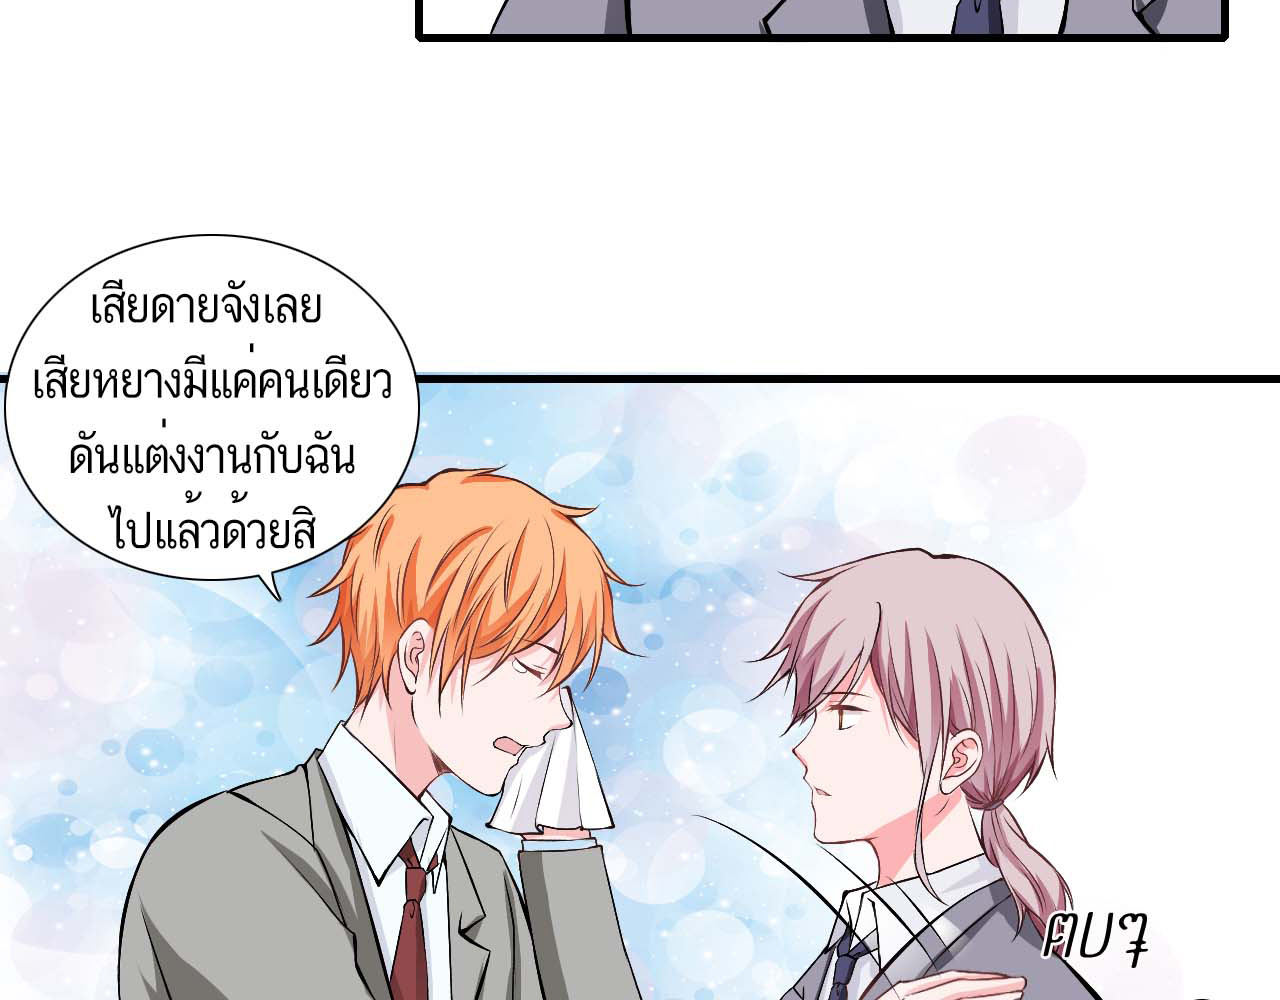 เสียดายจังเลย
เสียหยางมีแค่คนเดียว
ดันแต่งงานกับฉัน
ไปแล้วด้วยสิ
ตบๆ